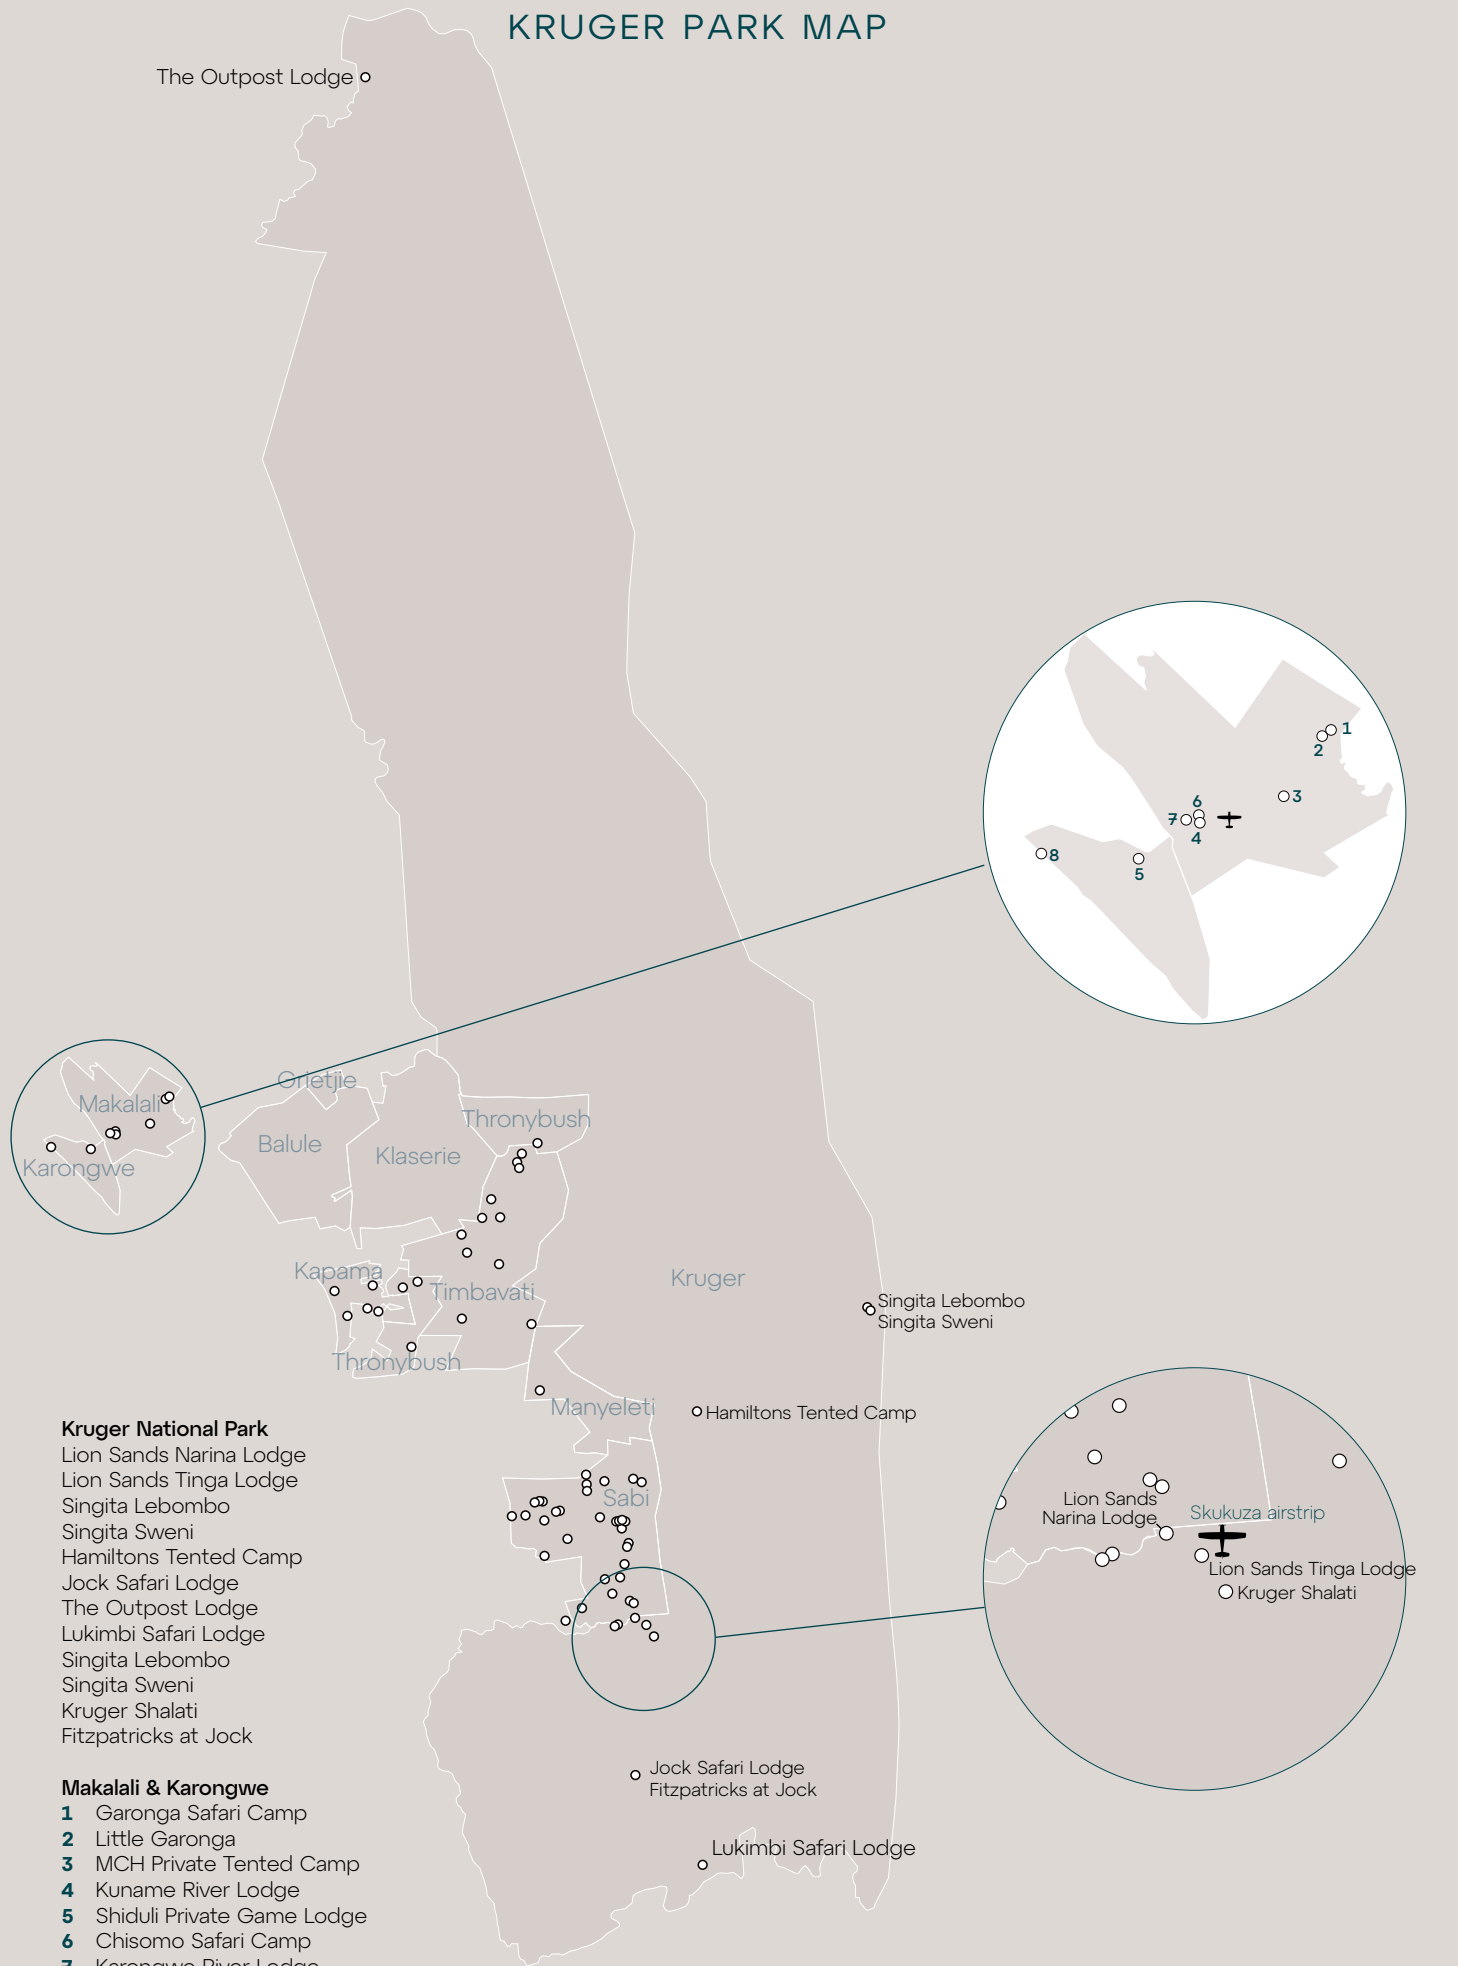 KRUGER PARK MAP
The Outpost Lodge
1
2
3
6
7
4
8
5
Grietjie
Makalali
Thronybush
Balule
Klaserie
Karongwe
Kapama
Kruger
Timbavati
Singita Lebombo
Singita Sweni
Thronybush
Manyeleti
Hamiltons Tented Camp
Sabi
Lion Sands
Narina Lodge
Skukuza airstrip
Lion Sands Tinga Lodge
Kruger Shalati
Jock Safari Lodge
Fitzpatricks at Jock
Lukimbi Safari Lodge
Kruger National Park
Lion Sands Narina Lodge
Lion Sands Tinga Lodge
Singita Lebombo
Singita Sweni
Hamiltons Tented Camp
Jock Safari Lodge
The Outpost Lodge
Lukimbi Safari Lodge
Singita Lebombo
Singita Sweni
Kruger Shalati
Fitzpatricks at Jock
Makalali & Karongwe
1 Garonga Safari Camp
2 Little Garonga
3 MCH Private Tented Camp
4 Kuname River Lodge
5 Shiduli Private Game Lodge
6 Chisomo Safari Camp
7 Karongwe River Lodge